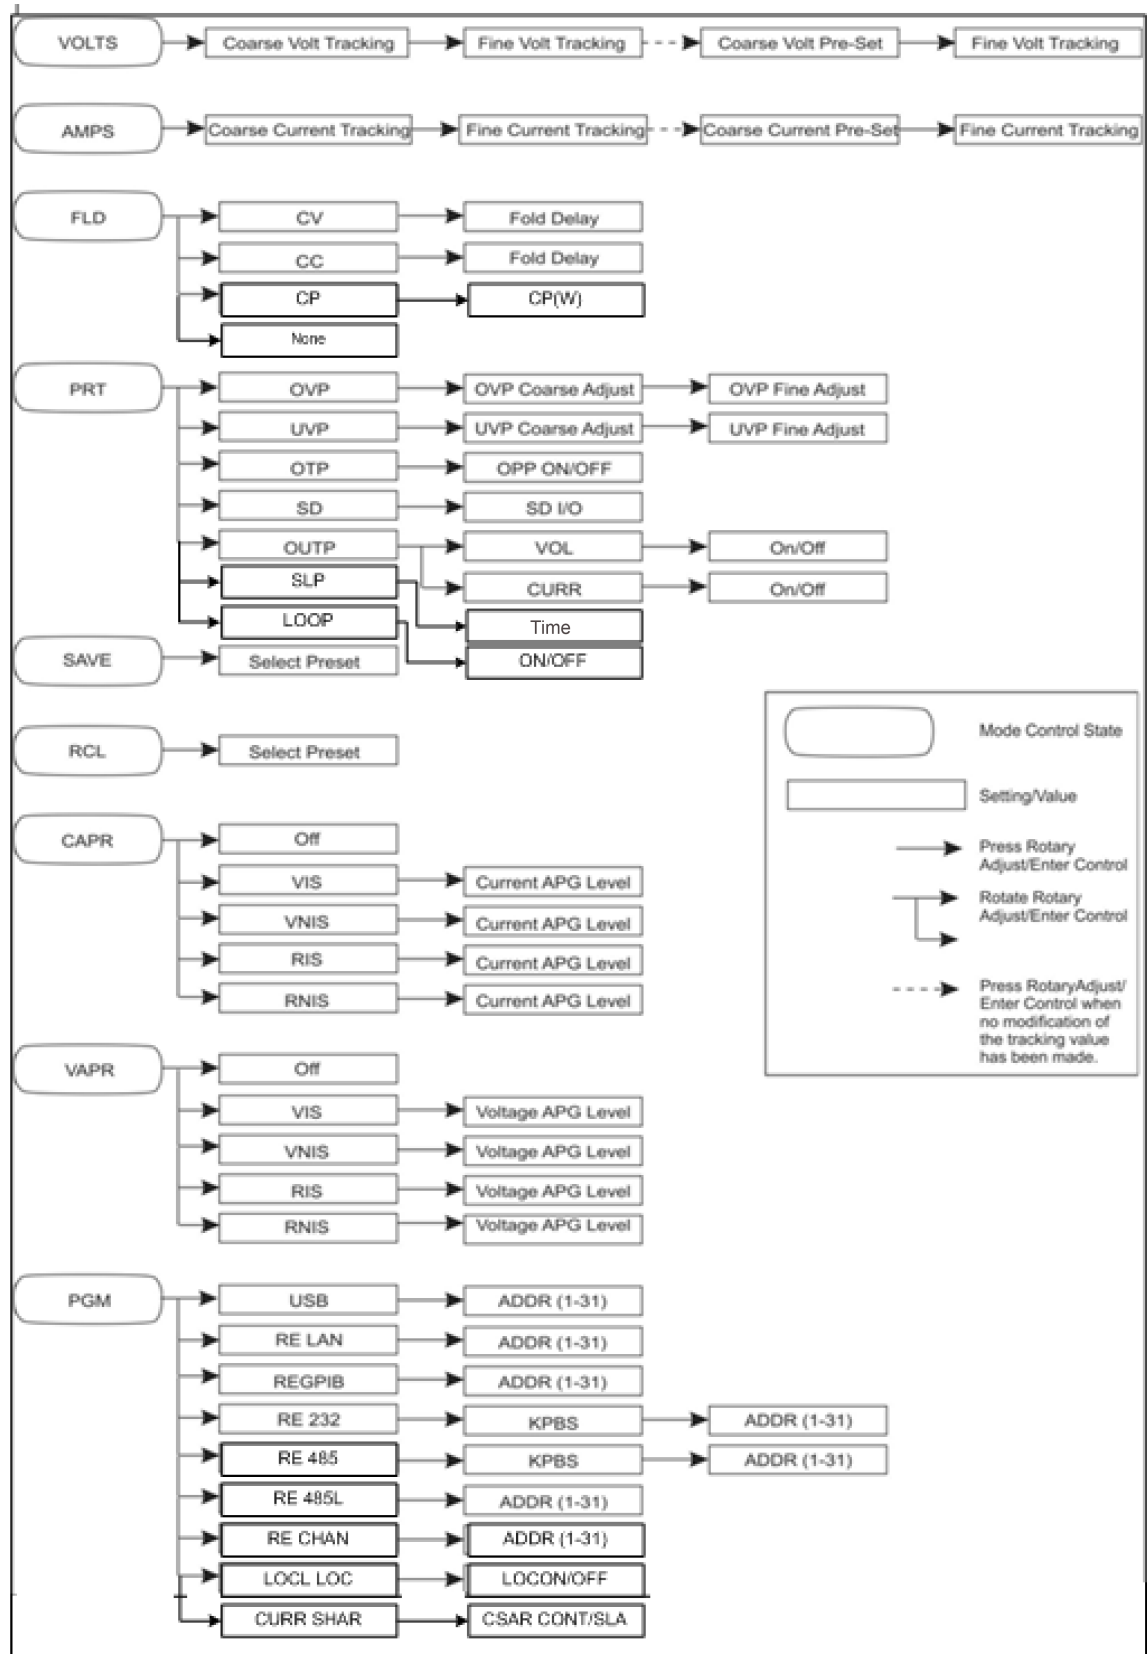 VOLTS Coarse Volt Tracking Fine Volt Tracking Coarse Volt Pre-Set Fine Volt Tracking
AMPS Coarse Current Tracking Fine Current Tracking Coarse Current Pre-Set Fine Current Tracking
FLD CV Fold Delay
CC Fold Delay
CP CP(W)
None
PRT OVP OVP Coarse Adjust OVP Fine Adjust
UVP UVP Coarse Adjust UVP Fine Adjust
OTP OPP ON/OFF
SD SD I/O
OUTP VOL On/Off
SLP CURR On/Off
LOOP Time
SAVE Select Preset ON/OFF
RCL Select Preset
CAPR Off
VIS Current APG Level
VNIS Current APG Level
RIS Current APG Level
RNIS Current APG Level
VAPR Off
VIS Voltage APG Level
VNIS Voltage APG Level
RIS Voltage APG Level
RNIS Voltage APG Level
PGM USB ADDR (1-31)
RE LAN ADDR (1-31)
REGPIB ADDR (1-31)
RE 232 KPBS ADDR (1-31)
RE 485 KPBS ADDR (1-31)
RE 485L ADDR (1-31)
RE CHAN ADDR (1-31)
LOCL LOC LOCON/OFF
CURR SHAR CSAR CONT/SLA
Mode Control State
Setting/Value
Press Rotary
Adjust/Enter Control
Rotate Rotary
Adjust/Enter Control
Press RotaryAdjust/
Enter Control when
no modification of
the tracking value
has been made.